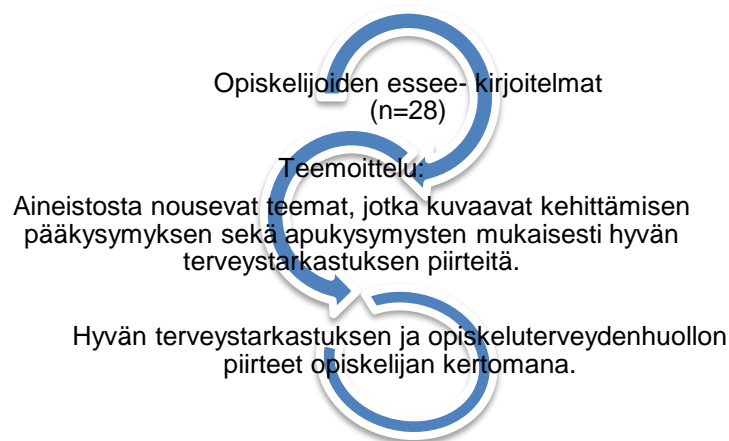 Opiskelijoiden essee- kirjoitelmat
(n=28)
Teemoittelu:
Aineistosta nousevat teemat, jotka kuvaavat kehittämisen
pääkysymyksen sekä apukysymysten mukaisesti hyvän
terveystarkastuksen piirteitä.
Hyvän terveystarkastuksen ja opiskeluterveydenhuollon
piirteet opiskelijan kertomana.